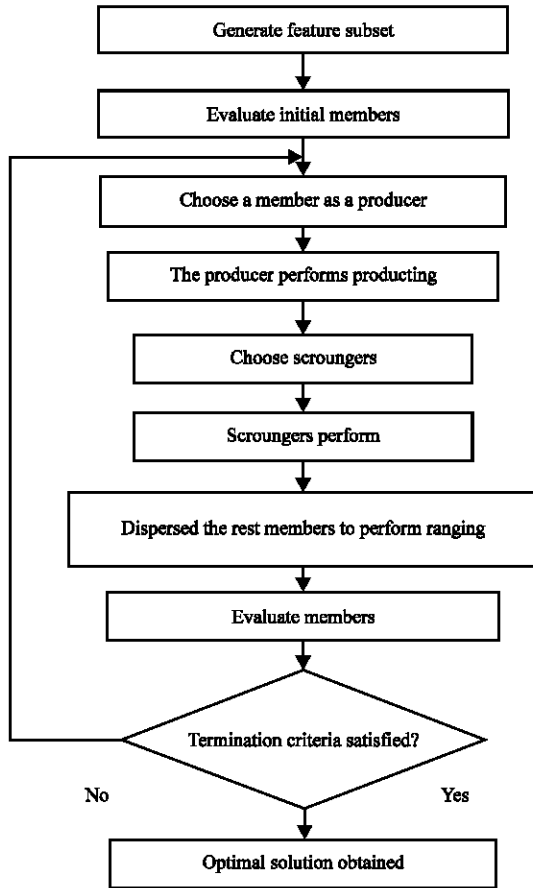 Generate feature subset
Evaluate initial members
Choose a member as a producer
The producer performs producting
Choose scroungers
Scroungers perform
Dispersed the rest members to perform ranging
Evaluate members
Termination criteria satisfied?
No
Yes
Optimal solution obtained